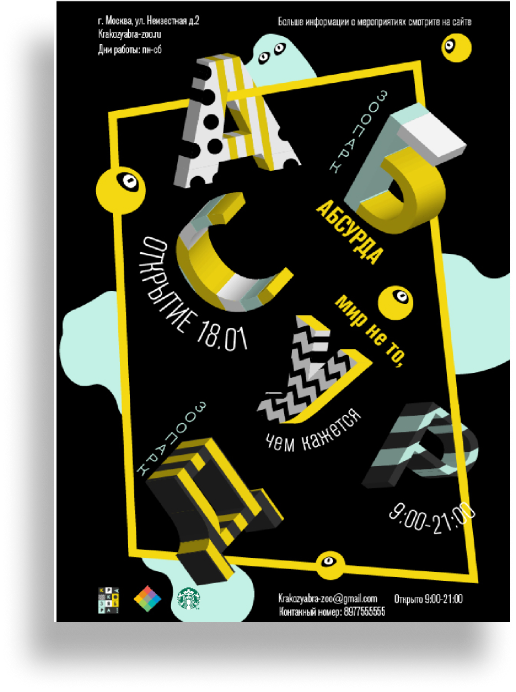 г. Москва, ул. Неизвестная д.2
Krakozyabra-zoo.ru
Дни работы: пн-сб
Больше информации о мероприятиях смотрите на сайте
А
ЗООПАРК
Б
АБСУРДА
С
ОТКРЫТИЕ 18.01
мир не то,
У
чем кажется
ЗООПАРК
Р
Д
9:00-21:00
Krakozyabra-zoo@gmail.com
Открыто 9:00-21:00
Контактный номер: 8977555555